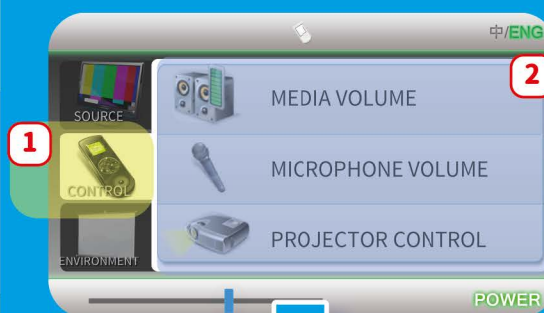 中/ENG
2
SOURCE
MEDIA VOLUME
1
CONTROL
MICROPHONE VOLUME
ENVIRONMENT
PROJECTOR CONTROL
POWER